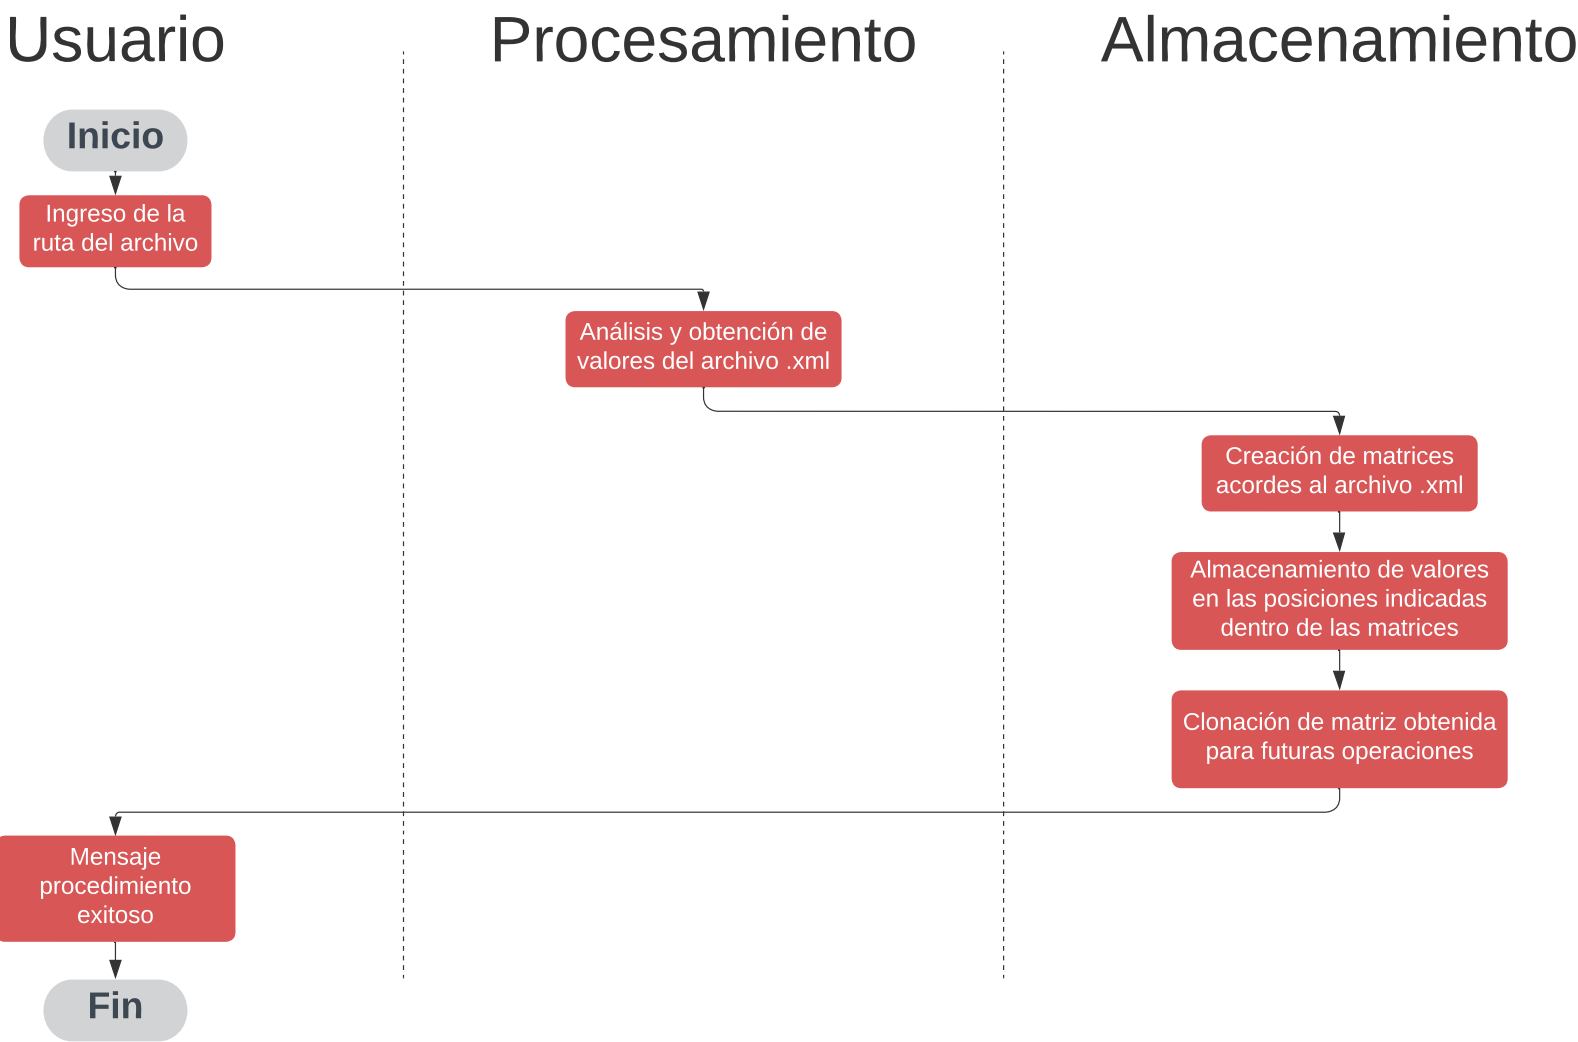 Usuario
Procesamiento
Almacenamiento
Inicio
Ingreso de la
ruta del archivo
Análisis y obtención de
valores del archivo .xml
Creación de matrices
acordes al archivo .xml
Almacenamiento de valores
en las posiciones indicadas
dentro de las matrices
Clonación de matriz obtenida
para futuras operaciones
Mensaje
procedimiento
exitoso
Fin